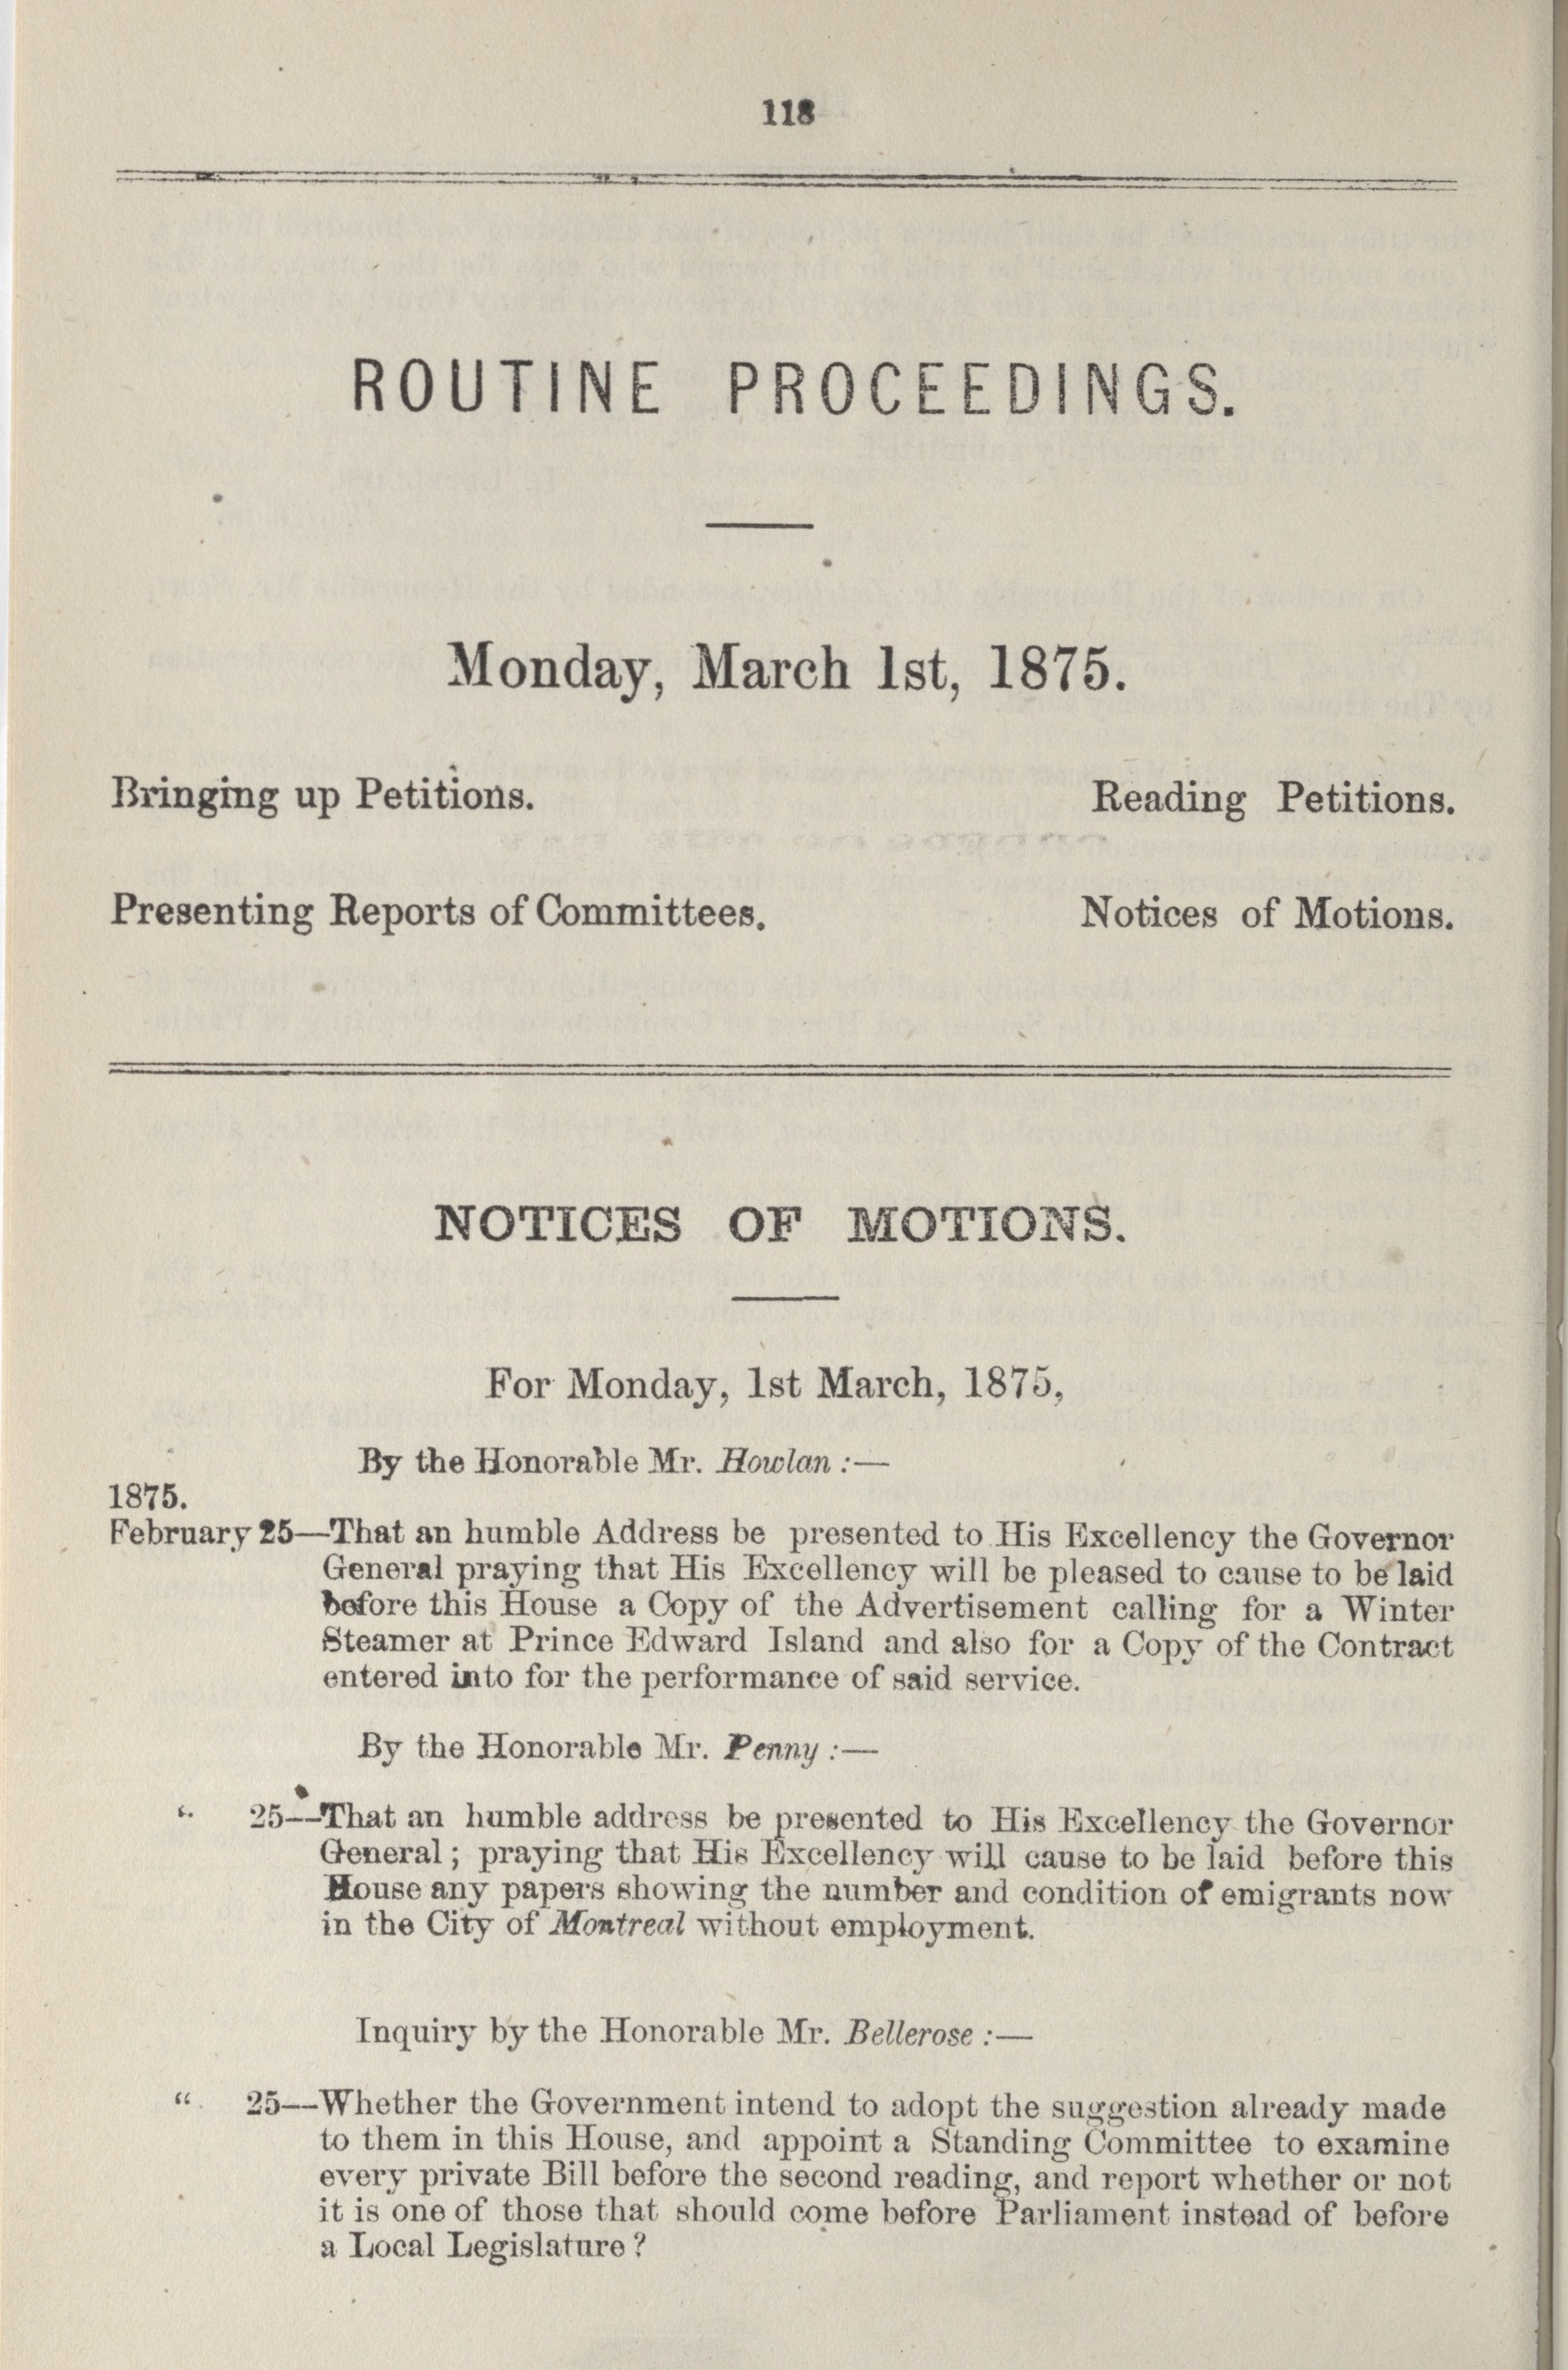 118
ROUTINE PROCEEDINGS.
Monday, March 1st, 1875.
Bringing up Petitions. Reading Petitions.
Presenting Reports of Committees. Notices of Motions.
NOTICES OF MOTIONS.
For Monday, 1st March, 1875,
By the Honorable Mr. Howlan :—
1875.
February 25—That an humble Address be presented to His Excellency the Governor
General praying that His Excellency will be pleased to cause to be laid
before this House a Copy of the Advertisement calling for a Winter
Steamer at Prince Edward Island and also for a Copy of the Contract
entered into for the performance of said service.
By the Honorable Mr. Penny :—
“ 25—That an humble address be presented to His Excellency the Governor
General ; praying that His Excellency will cause to be laid before this
House any papers showing the number and condition of emigrants now
in the City of Montreal without employment.
Inquiry by the Honorable Mr. Bellerose :—
“ 25—Whether the Government intend to adopt the suggestion already made
to them in this House, and appoint a Standing Committee to examine
every private Bill before the second reading, and report whether or not
it is one of those that should come before Parliament instead of before
a Local Legislature ?